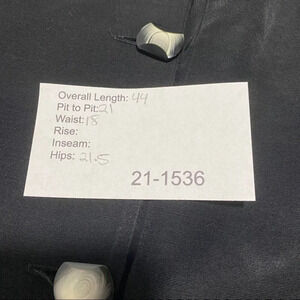 Overall Length: 44
Pit to Pit: 21
Waist: 18
Rise:
Inseam:
Hips: 21.5
21-1536